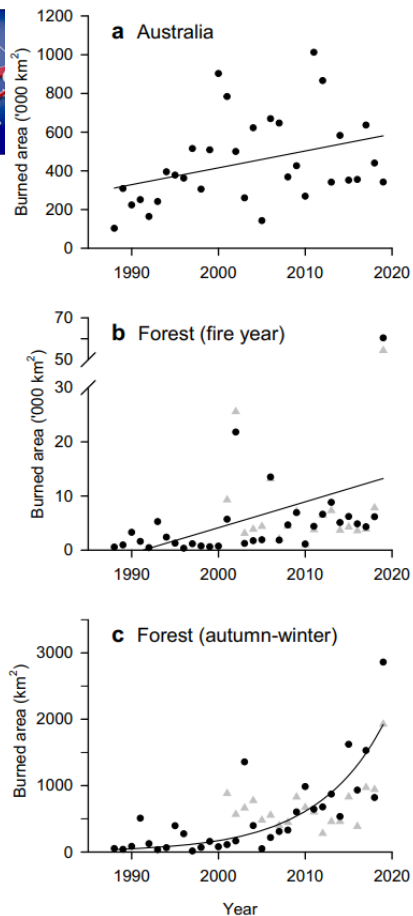 a Australia
Burned area ('000 km²)
1200
1000
800
600
400
200
0
1990 2000 2010 2020
b Forest (fire year)
Burned area ('000 km²)
70
50
30
20
10
0
1990 2000 2010 2020
c Forest (autumn-winter)
Burned area (km²)
3000
2000
1000
0
1990 2000 2010 2020
Year